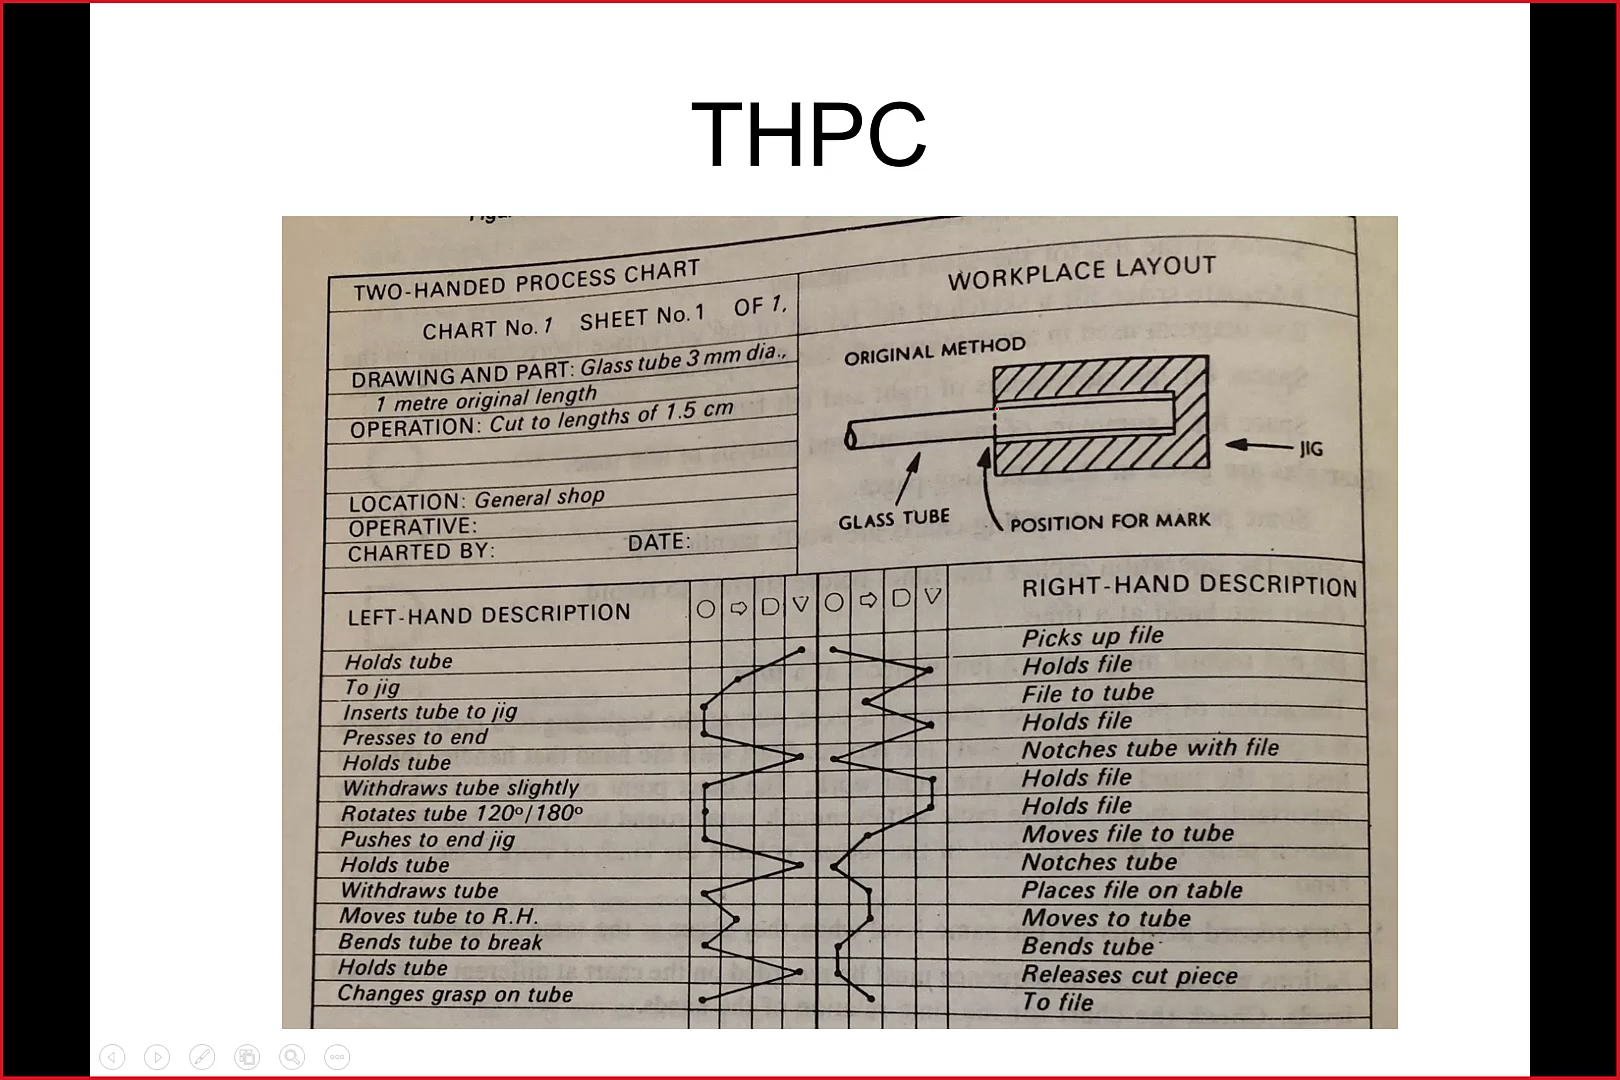 THPC
TWO-HANDED PROCESS CHART
CHART No. 1 SHEET No. 1 OF 1,
DRAWING AND PART: Glass tube 3 mm dia.,
1 metre original length
OPERATION: Cut to lengths of 1.5 cm
LOCATION: General shop
OPERATIVE:
CHARTED BY: DATE:
WORKPLACE LAYOUT
ORIGINAL METHOD
JIG
GLASS TUBE
POSITION FOR MARK
LEFT-HAND DESCRIPTION
Holds tube
To jig
Inserts tube to jig
Presses to end
Holds tube
Withdraws tube slightly
Rotates tube 120º/180º
Pushes to end jig
Holds tube
Withdraws tube
Moves tube to R.H.
Bends tube to break
Holds tube
Changes grasp on tube
RIGHT-HAND DESCRIPTION
Picks up file
Holds file
File to tube
Holds file
Notches tube with file
Holds file
Holds file
Moves file to tube
Notches tube
Places file on table
Moves to tube
Bends tube
Releases cut piece
To file